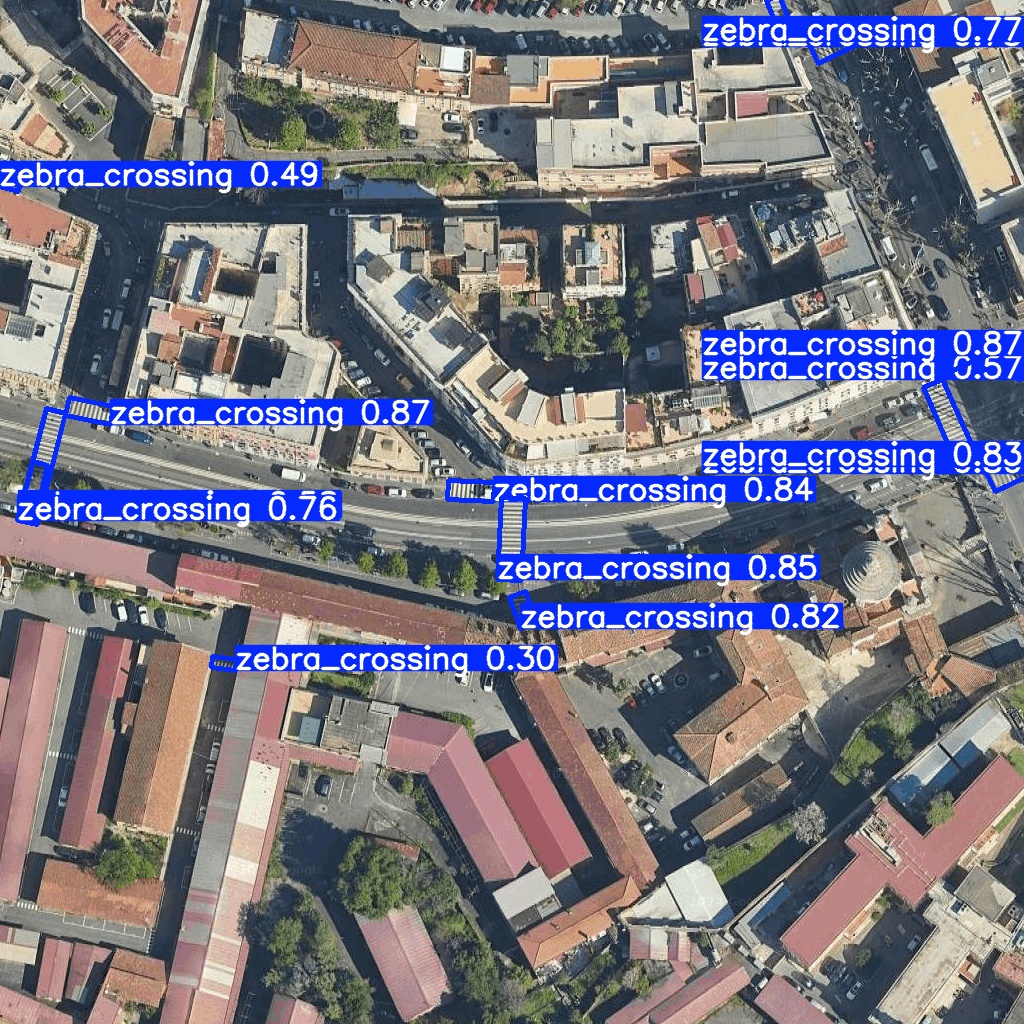 zebra_crossing 0.77
zebra_crossing 0.49
zebra_crossing 0.87
zebra_crossing 0.57
zebra_crossing 0.87
zebra_crossing 0.83
zebra_crossing 0.84
zebra_crossing 0.76
zebra_crossing 0.85
zebra_crossing 0.82
zebra_crossing 0.30